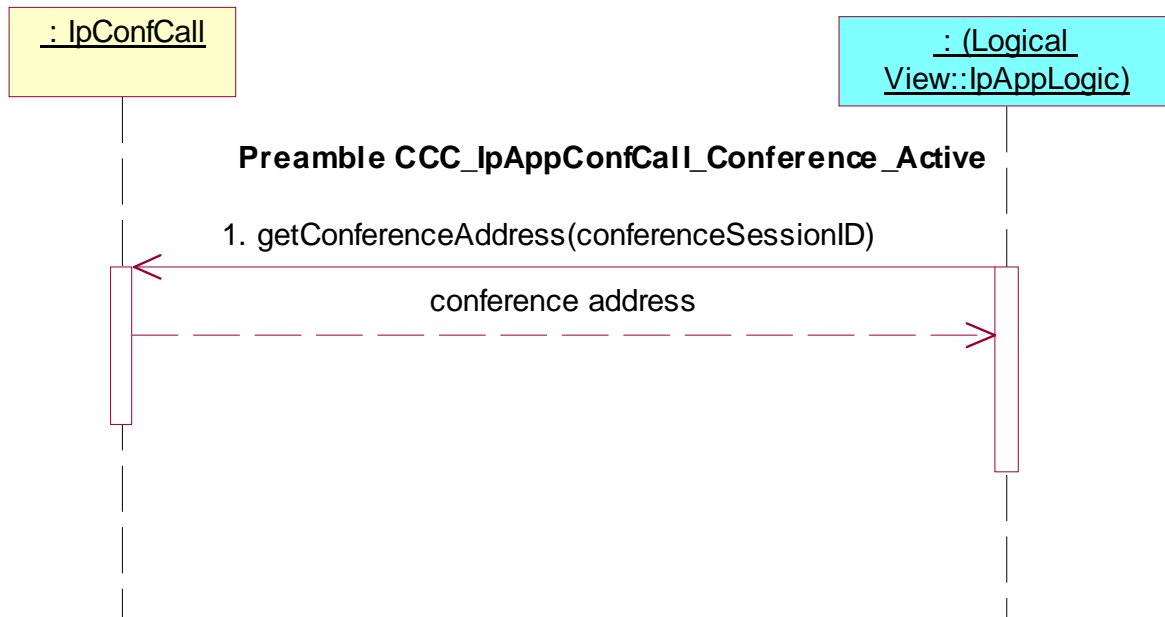 : IpConfCall
: (Logical
View::IpAppLogic)
Preamble CCC_IpAppConfCall_Conference_Active
1. getConferenceAddress(conferenceSessionID)
conference address